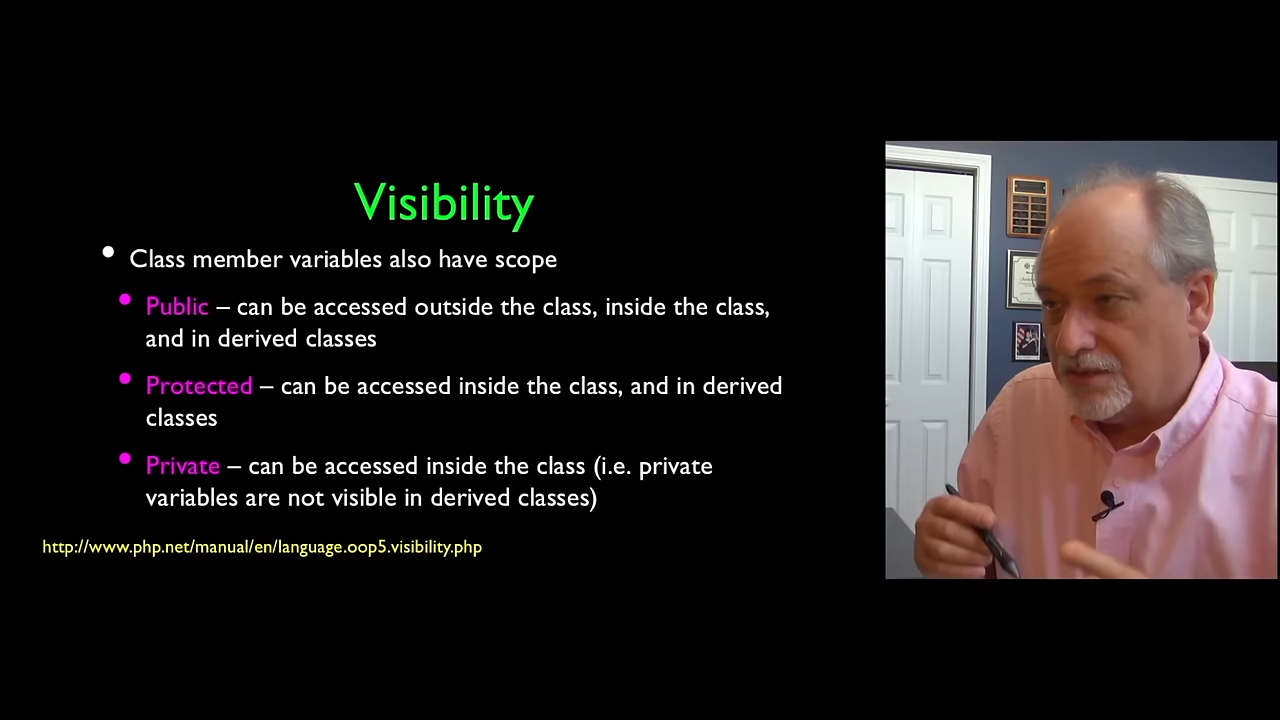 Visibility
• Class member variables also have scope
• Public – can be accessed outside the class, inside the class,
and in derived classes
• Protected – can be accessed inside the class, and in derived
classes
• Private – can be accessed inside the class (i.e. private
variables are not visible in derived classes)
http://www.php.net/manual/en/language.oop5.visibility.php